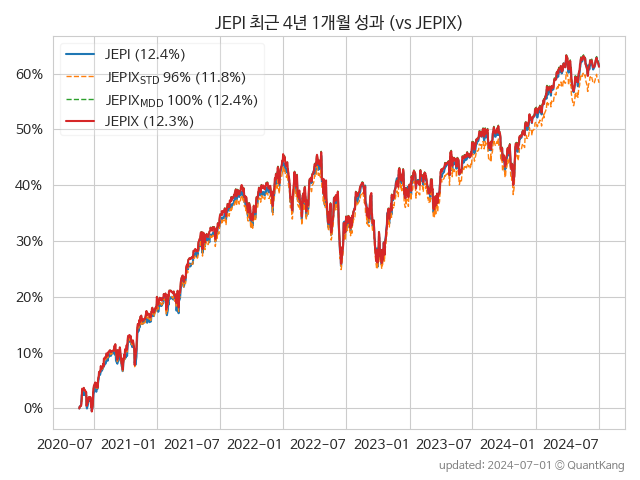 JEPI 최근 4년 1개월 성과 (vs JEPIX)
JEPI (12.4%)
JEPIX_STD 96% (11.8%)
JEPIX_MDD 100% (12.4%)
JEPIX (12.3%)
60%
50%
40%
30%
20%
10%
0%
2020-07 2021-01 2021-07 2022-01 2022-07 2023-01 2023-07 2024-01 2024-07
updated: 2024-07-01 © QuantKang